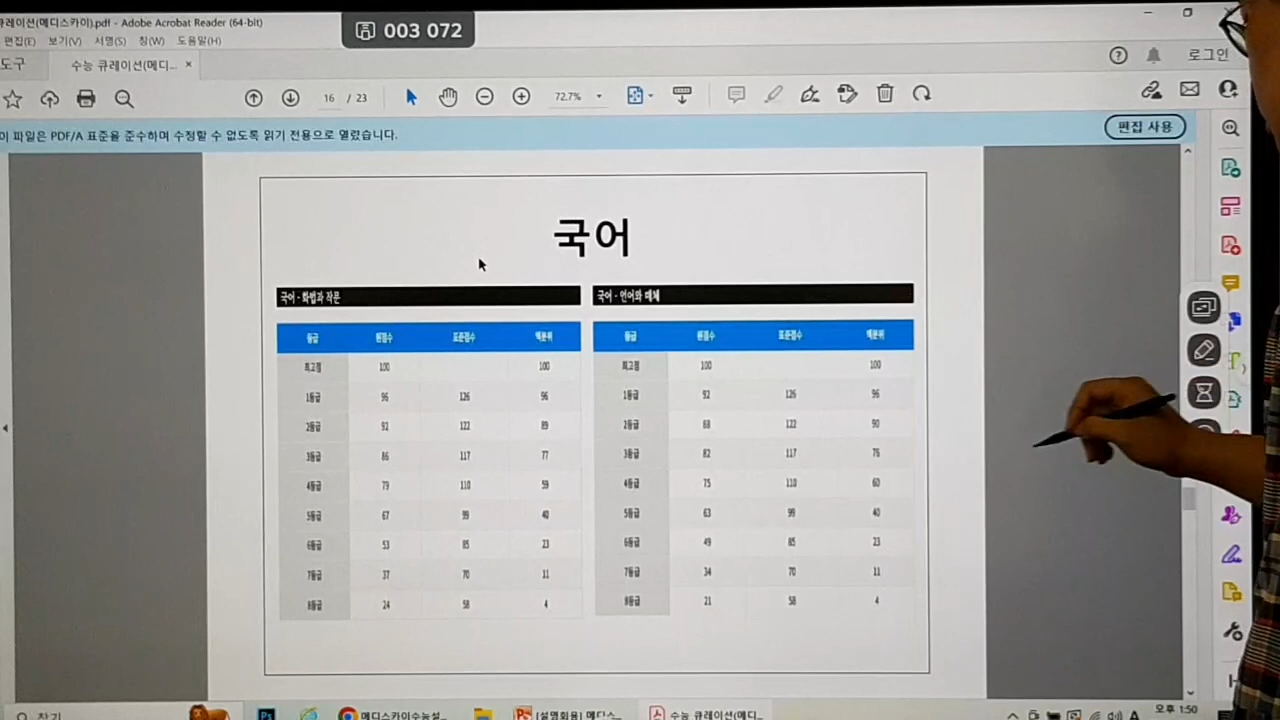 큐레이션(메디스카이).pdf - Adobe Acrobat Reader (64-bit)
편집(E) 보기(V) 서명(S) 창(W) 도움말(H)
003 072
도구 수능 큐레이션(메디... ×
로그인
16 / 23
72.7%
이 파일은 PDF/A 표준을 준수하며 수정할 수 없도록 읽기 전용으로 열렸습니다.
편집 사용
국어
국어 - 화법과 작문
등급 원점수 표준점수 백분위
최고점 100 100
1등급 96 126 96
2등급 92 122 89
3등급 86 117 77
4등급 79 110 59
5등급 67 99 40
6등급 53 85 23
7등급 37 70 11
8등급 24 58 4
국어 - 언어와 매체
등급 원점수 표준점수 백분위
최고점 100 100
1등급 92 126 96
2등급 88 122 90
3등급 82 117 76
4등급 75 110 60
5등급 63 99 40
6등급 49 85 23
7등급 34 70 11
8등급 21 58 4
찾기
Ps
메디스카이수능설...
[설명회용] 메디스...
수능 큐레이션(메디...
A
오후 1:50